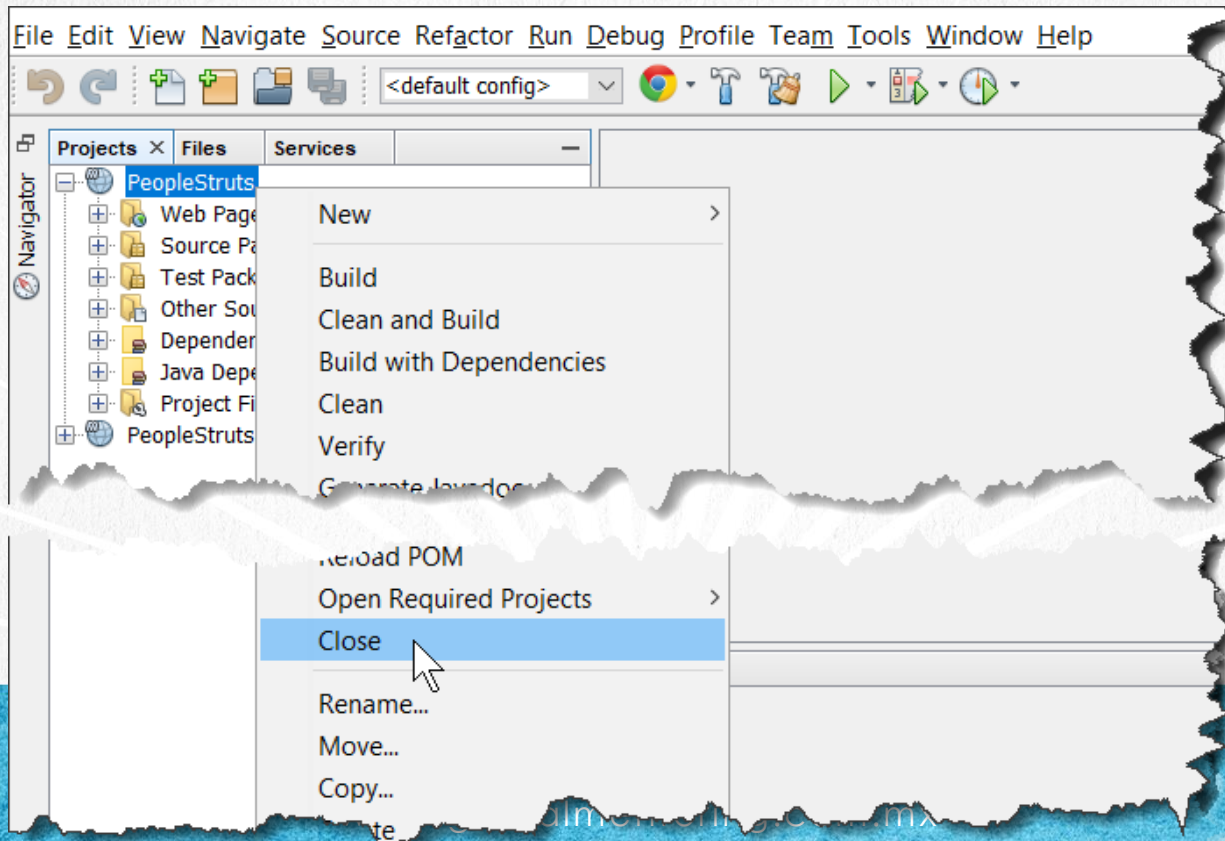 File Edit View Navigate Source Refactor Run Debug Profile Team Tools Window Help
<default config>
Projects Files Services
Navigator
PeopleStruts
Web Page
Source Pa
Test Pack
Other Sou
Depender
Java Depe
Project Fi
PeopleStruts
New
Build
Clean and Build
Build with Dependencies
Clean
Verify
Generate Javadoc
Reload POM
Open Required Projects
Close
Rename...
Move...
Copy...